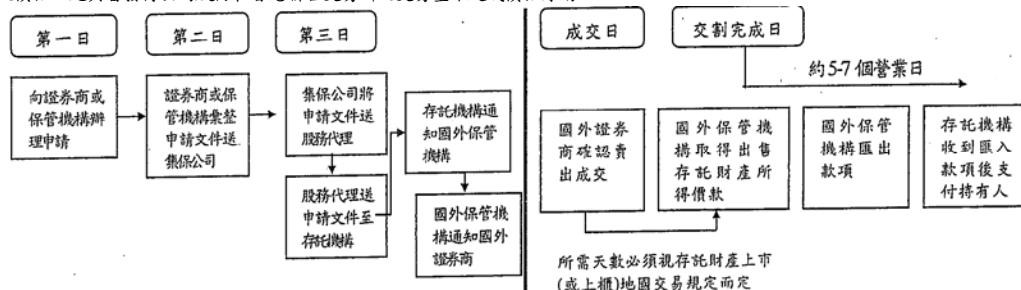 第一日
第二日
第三日
向證券商或
保管機構辦
理申請
證券商或保
管機構彙整
申請文件送
集保公司
集保公司將
申請文件送
股務代理
股務代理送
申請文件至
存託機構
存託機構通
知國外保管
機構
國外保管機
構通知國外
證券商
成交日
交割完成日
約5-7個營業日
國外證券
商確認賣
出成交
國外保管機
構取得出售
存託財產所
得價款
國外保管
機構匯出
款項
存託機構
收到匯入
款項後支
付持有人
所需天數必須視存託財產上市
(或上櫃)地國交易規定而定